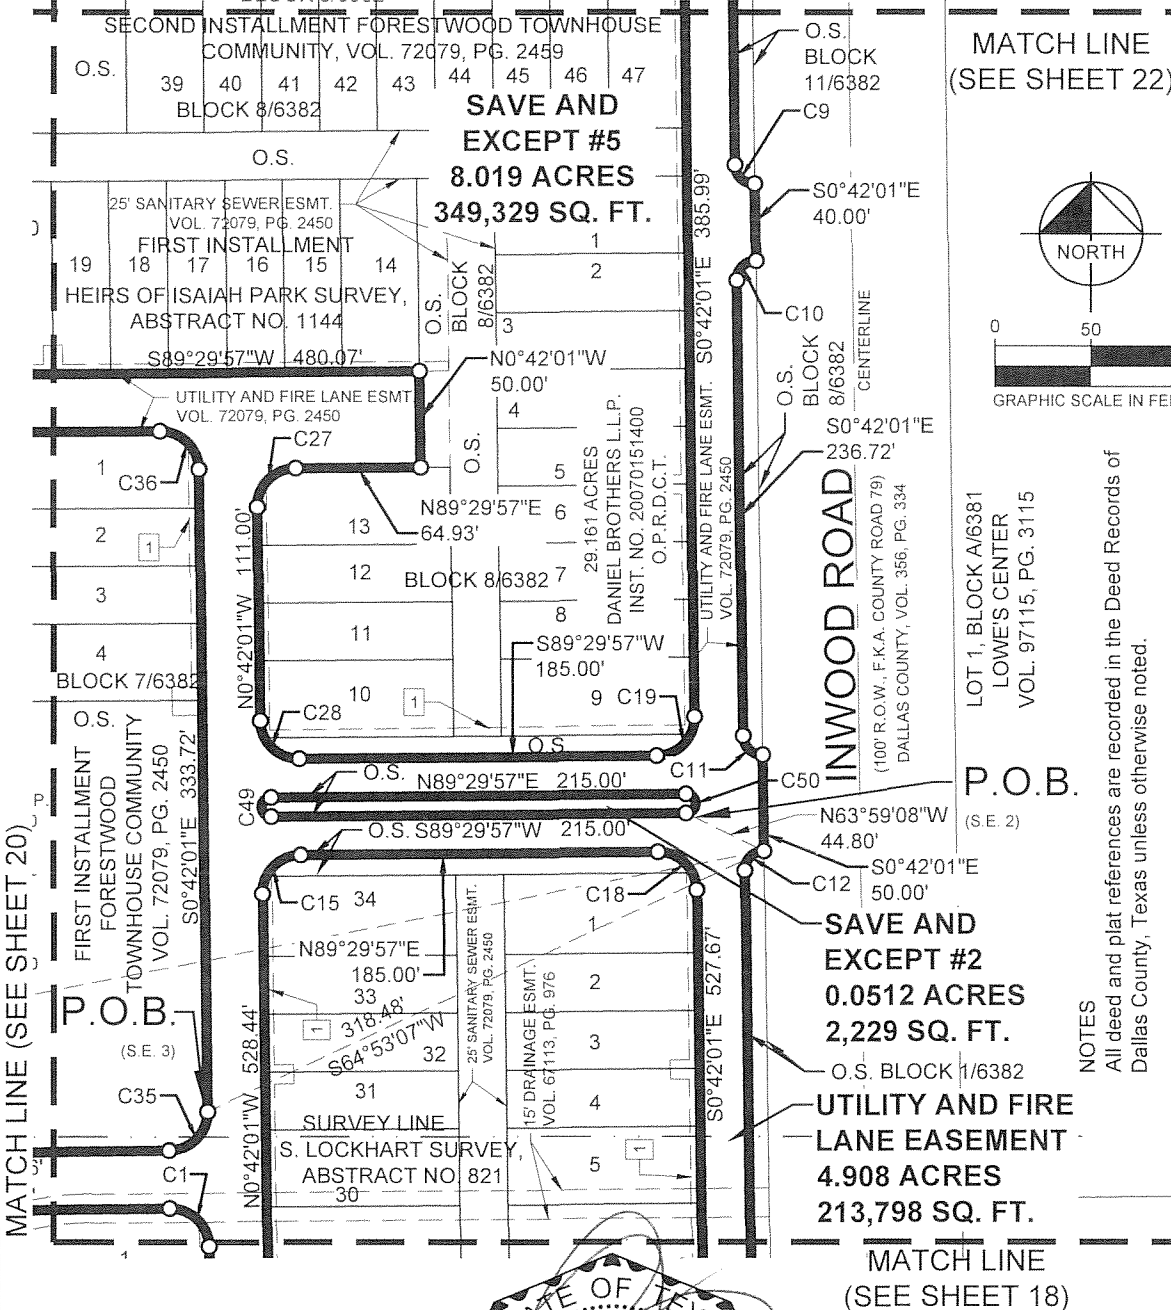 SECOND INSTALLMENT FORESTWOOD TOWNHOUSE
COMMUNITY, VOL. 72079, PG. 2459
O.S.
39 40 41 42 43 44 45 46 47
BLOCK 8/6382
SAVE AND
EXCEPT #5
8.019 ACRES
349,329 SQ. FT.
O.S.
BLOCK
11/6382
C9
MATCH LINE
(SEE SHEET 22)
O.S.
25' SANITARY SEWER ESMT.
VOL. 72079, PG. 2450
FIRST INSTALLMENT
19 18 17 16 15 14
HEIRS OF ISAIAH PARK SURVEY,
ABSTRACT NO. 1144
S89°29'57"W 480.07'
O.S.
BLOCK
8/6382
1
2
3
4
5
6
7
8
9
S0°42'01"E 385.99'
S0°42'01"E
40.00'
C10
NORTH
0 50
GRAPHIC SCALE IN
CENTERLINE
O.S.
BLOCK
8/6382
S0°42'01"E
236.72'
N0°42'01"W
50.00'
UTILITY AND FIRE LANE ESMT
VOL. 72079, PG. 2450
C27
C36
N89°29'57"E
64.93'
O.S.
1
2
3
4
1
BLOCK 7/6382
N0°42'01"W 111.00'
13
12
11
10
BLOCK 8/6382
1
29.161 ACRES
DANIEL BROTHERS L.L.P.
INST. NO. 20070151400
O.P.R.D.C.T.
UTILITY AND FIRE LANE ESMT.
VOL. 72079, PG. 2450
INWOOD ROAD
(100' R.O.W., F.K.A. COUNTY ROAD 79)
DALLAS COUNTY, VOL. 356, PG. 334
LOT 1, BLOCK A/6381
LOWE'S CENTER
VOL. 97115, PG. 3115
NOTES
All deed and plat references are recorded in the Deed Records of
Dallas County, Texas unless otherwise noted.
S89°29'57"W
185.00'
C19
C28
O.S.
C11
O.S.
N89°29'57"E 215.00'
C50
C49
P.O.B.
(S.E. 2)
O.S. S89°29'57"W 215.00'
N63°59'08"W
44.80'
S0°42'01"E
50.00'
C12
C15
C18
O.S.
FIRST INSTALLMENT
FORESTWOOD
TOWNHOUSE COMMUNITY
VOL. 72079, PG. 2450
S0°42'01"E 333.72'
MATCH LINE (SEE SHEET 20)
34
N89°29'57"E
185.00'
33
1
318.48'
S64°53'07"W
32
31
30
N0°42'01"W 528.44'
25' SANITARY SEWER ESMT.
VOL. 72079, PG. 2450
15' DRAINAGE ESMT.
VOL. 67113, PG. 976
1
2
3
4
5
1
S0°42'01"E 527.67'
SAVE AND
EXCEPT #2
0.0512 ACRES
2,229 SQ. FT.
O.S. BLOCK 1/6382
UTILITY AND FIRE
LANE EASEMENT
4.908 ACRES
213,798 SQ. FT.
P.O.B.
(S.E. 3)
C35
C1
SURVEY LINE
S. LOCKHART SURVEY,
ABSTRACT NO. 821
MATCH LINE
(SEE SHEET 18)
OF